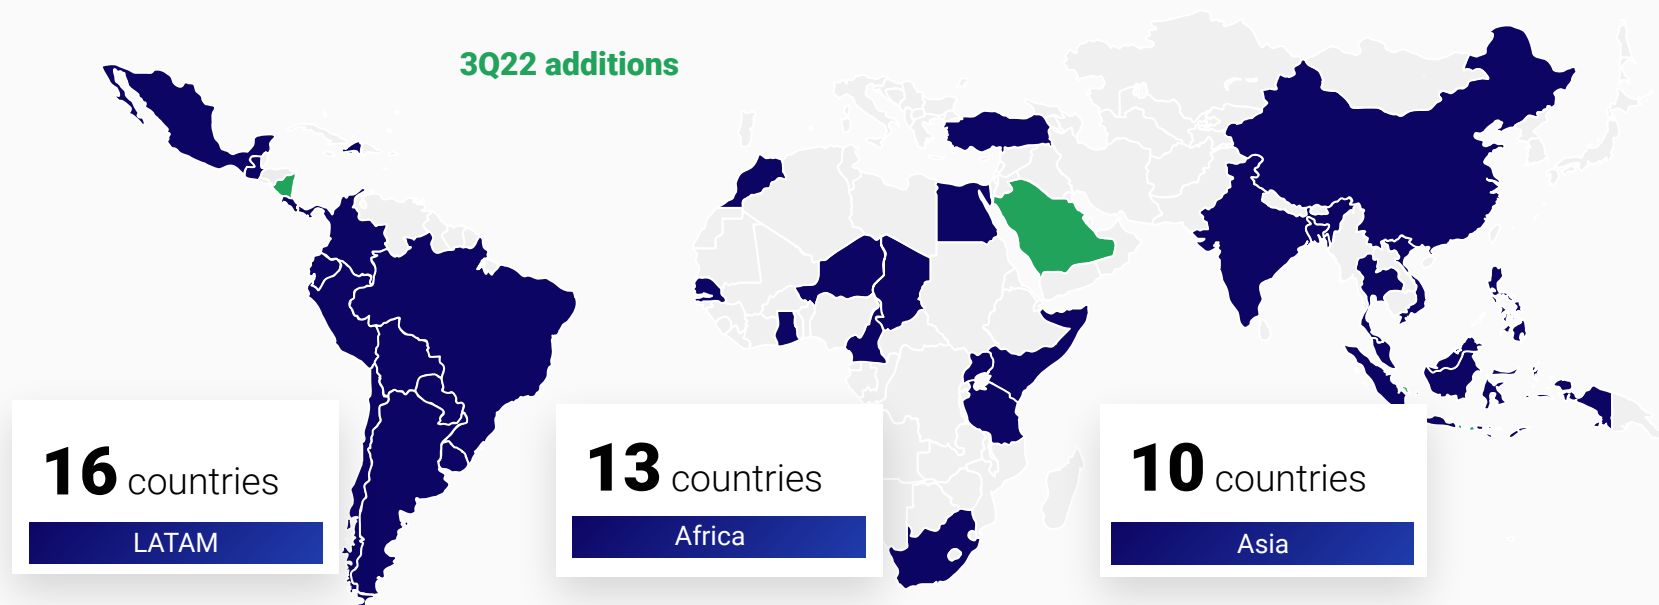 3Q22 additions
16 countries
LATAM
13 countries
Africa
10 countries
Asia